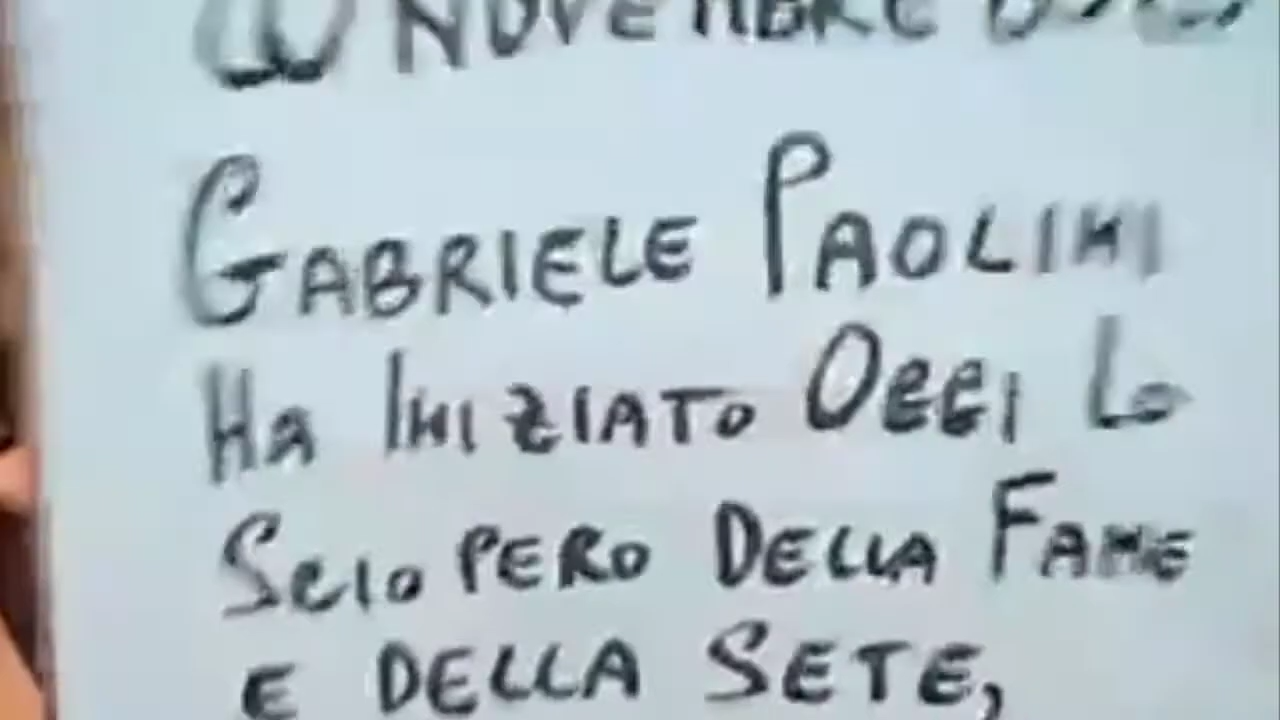 NOVEMBRE
GABRIELE PAOLINI
HA INIZIATO OGGI LO
SCIOPERO DELLA FAME
E DELLA SETE,